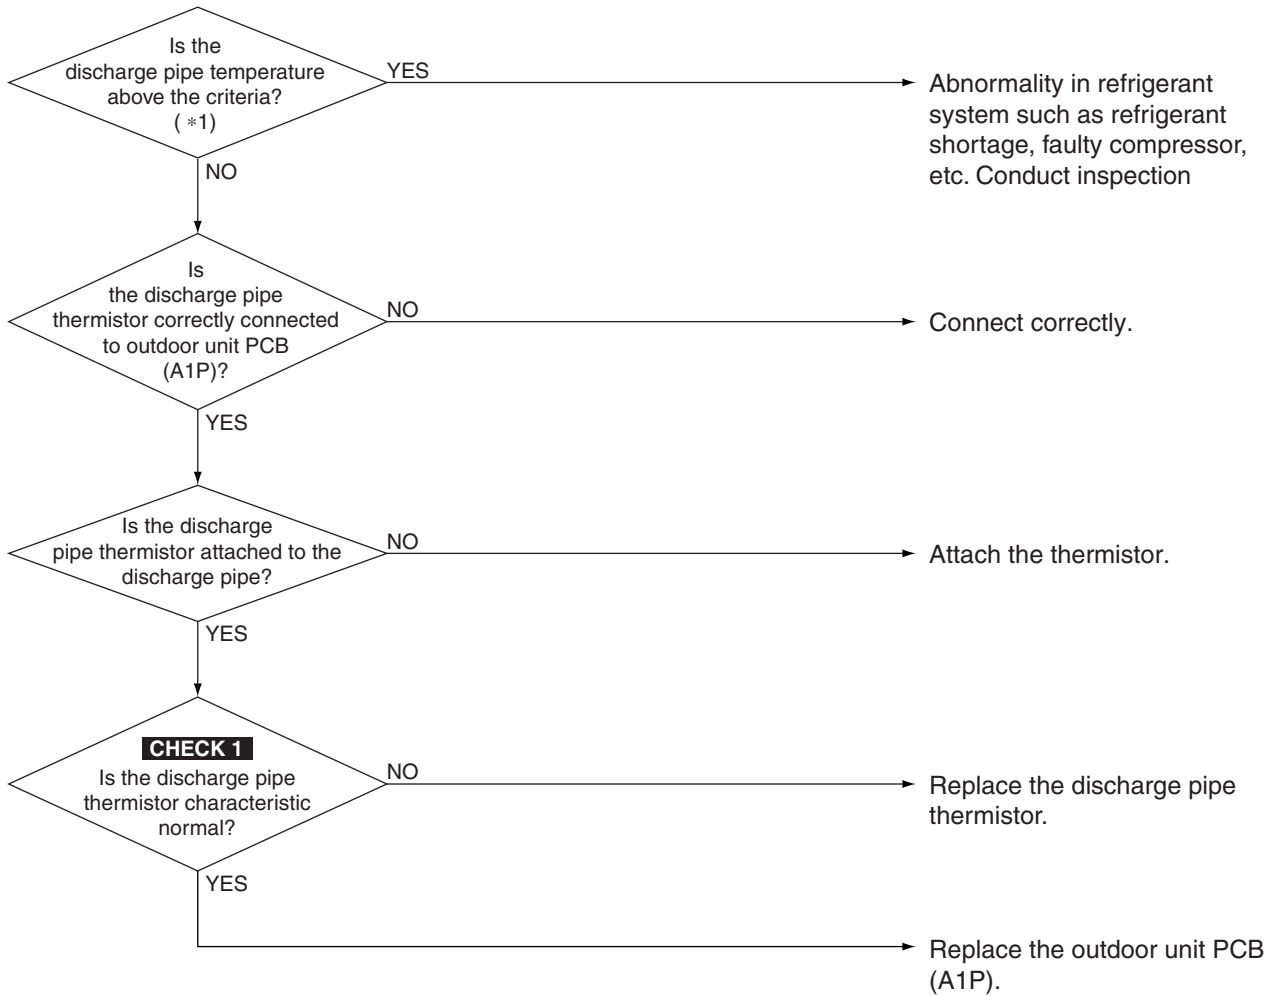 Is the
discharge pipe temperature
above the criteria?
( *1)
YES
Abnormality in refrigerant
system such as refrigerant
shortage, faulty compressor,
etc. Conduct inspection
NO
Is
the discharge pipe
thermistor correctly connected
to outdoor unit PCB
(A1P)?
NO
Connect correctly.
YES
Is the discharge
pipe thermistor attached to the
discharge pipe?
NO
Attach the thermistor.
YES
CHECK 1
Is the discharge pipe
thermistor characteristic
normal?
NO
Replace the discharge pipe
thermistor.
YES
Replace the outdoor unit PCB
(A1P).